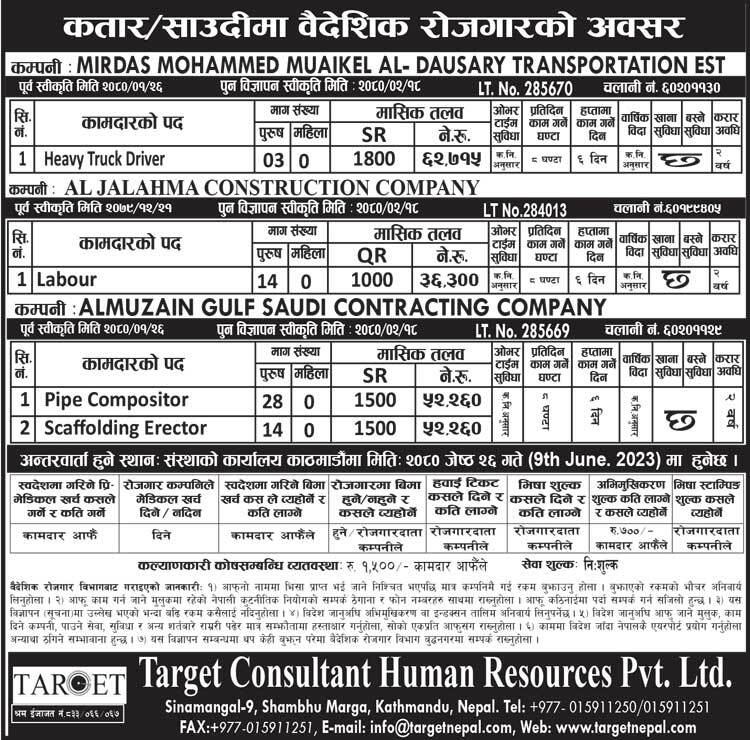 कतार/साउदीमा वैदेशिक रोजगारको अवसर
कम्पनी : MIRDAS MOHAMMED MUAIKEL AL- DAUSARY TRANSPORTATION EST
पूर्व स्वीकृति मिति २०८०/०१/२६ पुन विज्ञापन स्वीकृति मिति : २०८०/०२/१८ LT. No. 285670 चलानी नं. ६०२०११३०
सि. नं. कामदारको पद माग संख्या पुरुष महिला मासिक तलव SR ने.रू. ओभर टाईम सुविधा प्रतिदिन काम गर्ने घण्टा हप्तामा काम गर्ने दिन वार्षिक विदा खाना सुविधा बस्ने सुविधा करार अवधि
1 Heavy Truck Driver 03 0 1800 ६२,७१५ क.नि. अनुसार ८ घण्टा ६ दिन क.नि. अनुसार छ २ वर्ष
कम्पनी : AL JALAHMA CONSTRUCTION COMPANY
पूर्व स्वीकृति मिति २०७९/१२/२१ पुन विज्ञापन स्वीकृति मिति : २०८०/०२/१८ LT No.284013 चलानी नं.६०१९९४०५
सि. नं. कामदारको पद माग संख्या पुरुष महिला मासिक तलव QR ने.रू. ओभर टाईम सुविधा प्रतिदिन काम गर्ने घण्टा हप्तामा काम गर्ने दिन वार्षिक विदा खाना सुविधा बस्ने सुविधा करार अवधि
1 Labour 14 0 1000 ३६,३०० क.नि. अनुसार ८ घण्टा ६ दिन क.नि. अनुसार छ २ वर्ष
कम्पनी : ALMUZAIN GULF SAUDI CONTRACTING COMPANY
पूर्व स्वीकृति मिति २०८०/०१/२६ पुन विज्ञापन स्वीकृति मिति : २०८०/०२/१८ LT. No. 285669 चलानी नं. ६०२०११२९
सि. नं. कामदारको पद माग संख्या पुरुष महिला मासिक तलव SR ने.रू. ओभर टाईम सुविधा प्रतिदिन काम गर्ने घण्टा हप्तामा काम गर्ने दिन वार्षिक विदा खाना सुविधा बस्ने सुविधा करार अवधि
1 Pipe Compositor 28 0 1500 ५२,२६० क.नि. अनुसार ८ घण्टा ६ दिन क.नि. अनुसार छ २ वर्ष
2 Scaffolding Erector 14 0 1500 ५२,२६०
अन्तरवार्ता हुने स्थानः संस्थाको कार्यालय काठमाडौंमा मितिः २०८० जेष्ठ २६ गते (9th June. 2023) मा हुनेछ ।
स्वदेशमा गरिने प्रि-मेडिकल खर्च कसले गर्ने र कति गर्ने रोजगार कम्पनिले मेडिकल खर्च दिने / नदिने स्वदेशमा गरिने बिमा खर्च कस ले व्यहोर्ने र कति लाग्ने रोजगारमा बिमा हुने/नहुने र कसले व्यहोर्ने हवाई टिकट कसले दिने र कति लाग्ने भिषा शुल्क कसले दिने र कति लाग्ने अभिमुखिकरण शुल्क कति लाग्ने र कसले व्यहोर्ने भिषा स्टाम्पिङ शुल्क कसले व्यहोर्ने
कामदार आफै दिने कामदार आफैंले हुने/रोजगारदाता कम्पनीले रोजगारदाता कम्पनीले रोजगारदाता कम्पनीले रु.७००/- कामदार आफैंले रोजगारदाता कम्पनीले
कल्याणकारी कोषसम्बन्धि व्यवस्थाः रु. १,५००/- कामदार आफैंले सेवा शुल्कः निःशुल्क
वैदेशिक रोजगार विभागबाट गराइएको जानकारी: १) आफ्नो नाममा भिसा प्राप्त भई जाने निश्चित भएपछि मात्र कम्पनिमै गई रकम बुझाउनु होला । बुझाएको रकमको भौचर अनिवार्य
लिनुहोला । २) आफू काम गर्न जाने मुलुकमा रहेको नेपाली कुटनीतिक नियोगको सम्पर्क ठेगाना र फोन नम्बरहरु साथमा राख्नुहोला । आफू कठिनाईमा पर्दा सम्पर्क गर्न सजिलो हुन्छ । ३) यस
विज्ञापन (सूचना)मा उल्लेख भएको भन्दा बढि रकम कसैलाई नदिनुहोला । ४) विदेश जानुअघि अभिमुखिकरण वा इन्डक्सन तालिम अनिवार्य लिनुपर्नेछ । ५) विदेश जानुअघि आफू जाने मुलुक, काम
दिने कम्पनी, पाउने सेवा, सुविधा र अन्य शर्तबारे राम्ररी पढेर मात्र सम्झौतामा हस्ताक्षर गर्नुहोला, सोको एकप्रति आफूसंग राख्नुहोला । ६) काममा विदेश जाँदा नेपालकै एयरपोर्ट प्रयोग गर्नुहोला
अन्यथा ठगिने सम्भावना हुन्छ । ७) यस विज्ञापन सम्बन्धमा थप केही बुझ्न परेमा वैदेशिक रोजगार विभाग बुद्धनगरमा सम्पर्क राख्नुहोला ।
TARGET
श्रम ईजाजत नं.८३३/०६६/०६७
Target Consultant Human Resources Pvt. Ltd.
Sinamangal-9, Shambhu Marga, Kathmandu, Nepal. Tel: +977- 015911250/015911251
FAX:+977-015911251, E-mail: info@targetnepal.com, Web: www.targetnepal.com